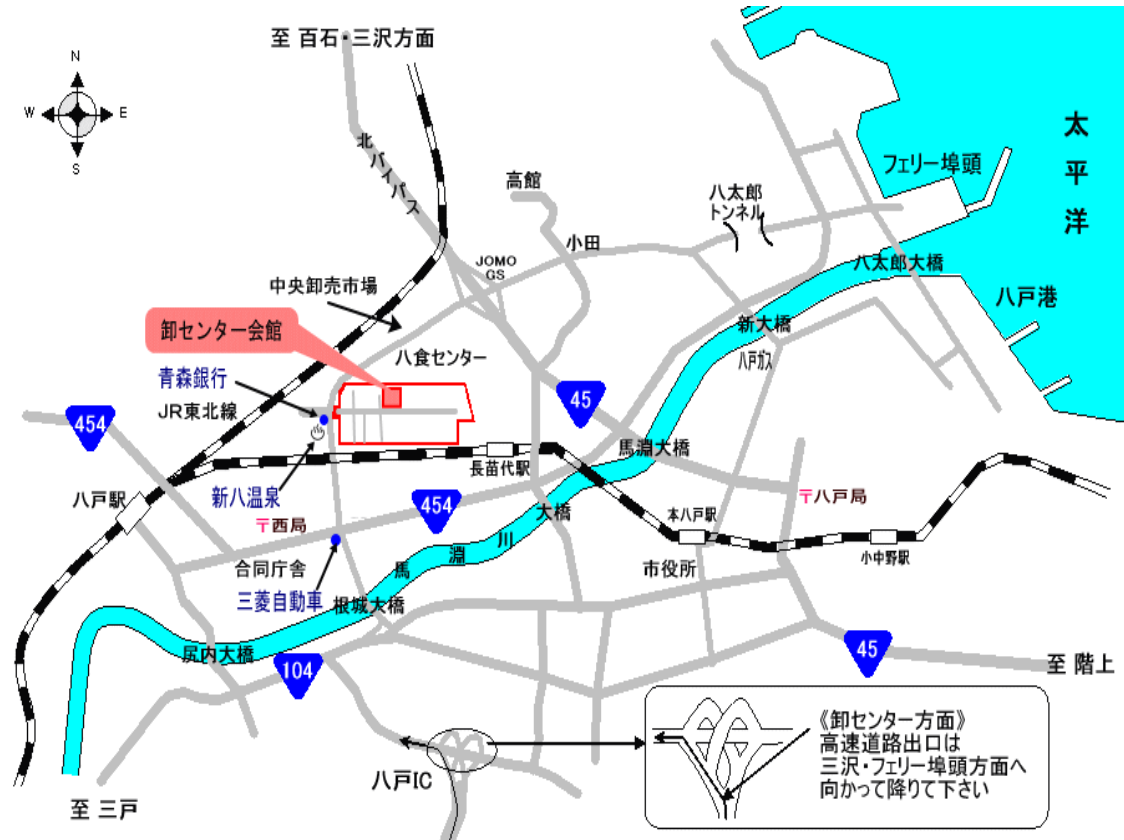 至 百石・三沢方面
N
W
E
S
北バイパス
高館
小田
JOMO
GS
八太郎
トンネル
フェリー埠頭
太平洋
八太郎大橋
八戸港
中央卸売市場
卸センター会館
八食センター
新大橋
八戸ガス
青森銀行
JR東北線
454
45
馬淵大橋
長苗代駅
八戸駅
新八温泉
〒西局
454
大橋
〒八戸局
本八戸駅
小中野駅
合同庁舎
三菱自動車
馬淵川
市役所
根城大橋
尻内大橋
104
45
至 階上
八戸IC
至 三戸
《卸センター方面》
高速道路出口は
三沢・フェリー埠頭方面へ
向かって降りて下さい